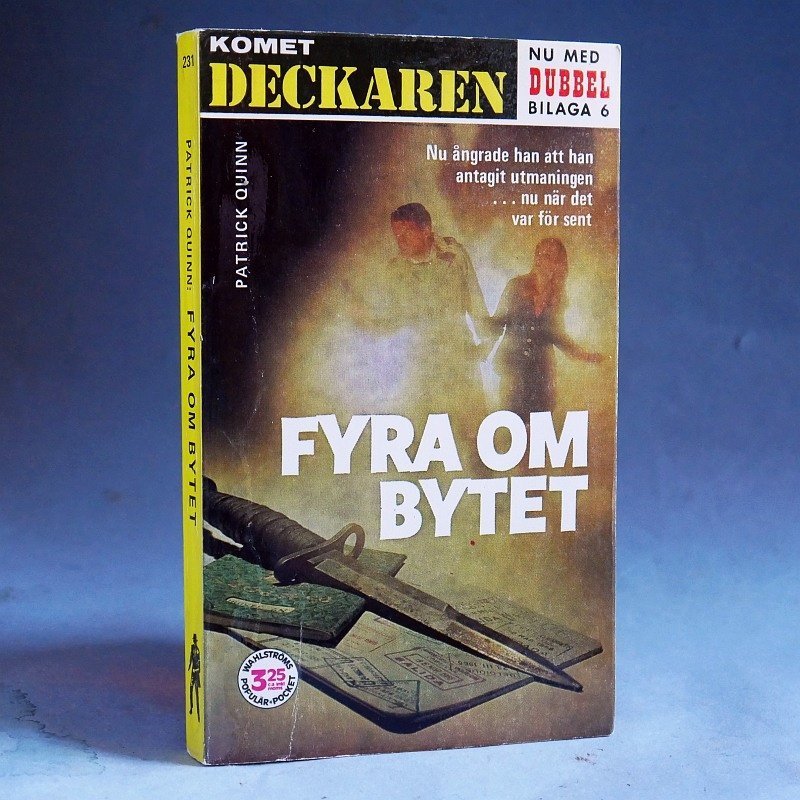 KOMET
DECKAREN
NU MED
DUBBEL
BILAGA 6
Nu ångrade han att han
antagit utmaningen
...nu när det
var för sent
PATRICK QUINN
FYRA OM
BYTET
WAHLSTRÖMS
3.25
POPULÄR-POCKET
231
PATRICK QUINN:
FYRA OM BYTET